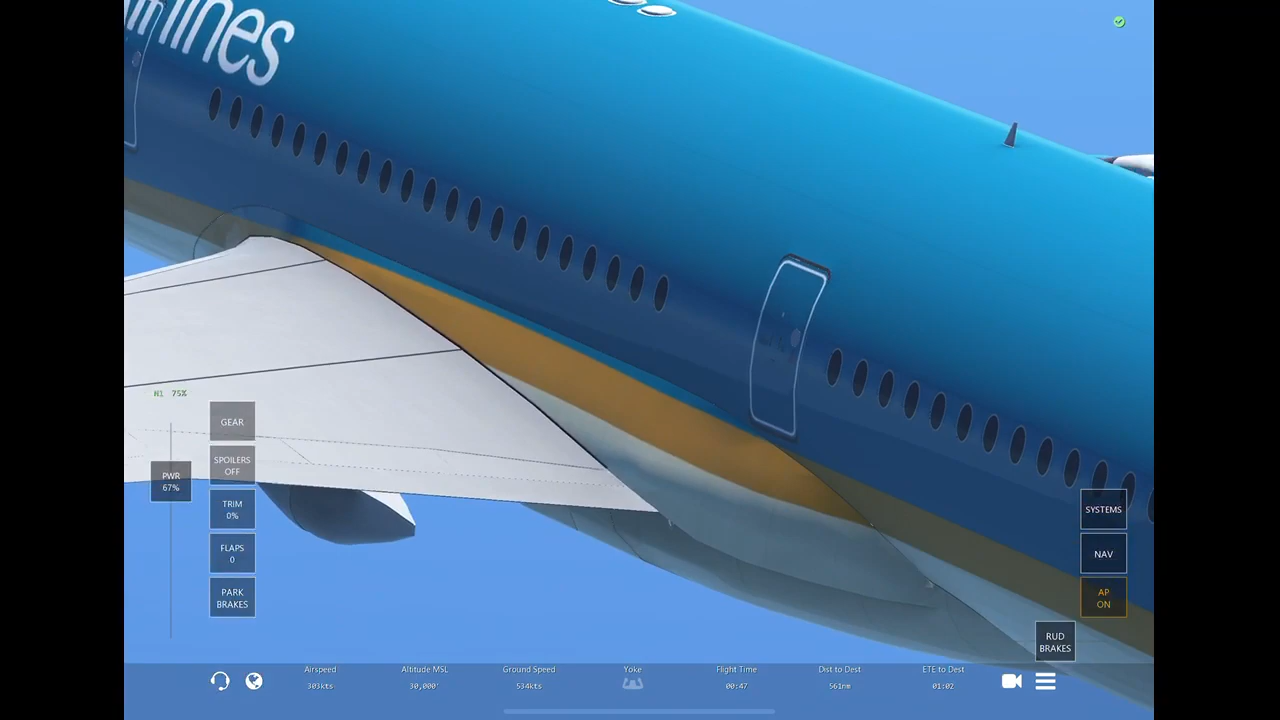 lines
N1 75%
GEAR
SPOILERS
OFF
PWR
67%
TRIM
0%
FLAPS
0
PARK
BRAKES
SYSTEMS
NAV
AP
ON
RUD
BRAKES
Airspeed
303kts
Altitude MSL
30,000'
Ground Speed
534kts
Yoke
Flight Time
00:47
Dist to Dest
561nm
ETE to Dest
01:02